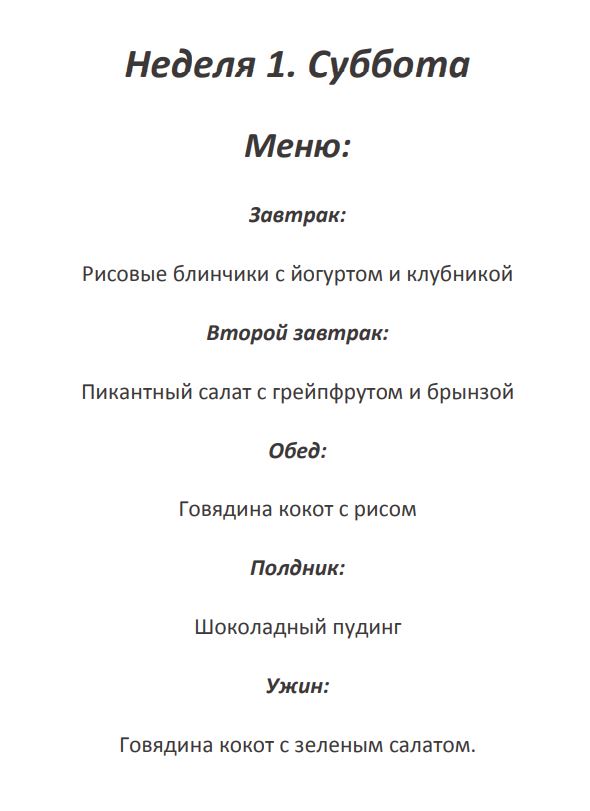 Неделя 1. Суббота
Меню:
Завтрак:
Рисовые блинчики с йогуртом и клубникой
Второй завтрак:
Пикантный салат с грейпфрутом и брынзой
Обед:
Говядина кокот с рисом
Полдник:
Шоколадный пудинг
Ужин:
Говядина кокот с зеленым салатом.